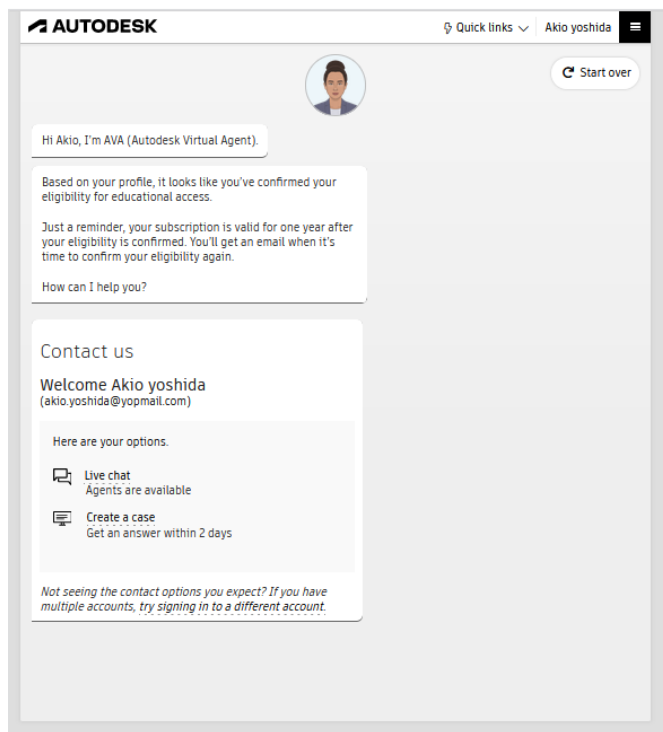 AUTODESK
Quick links
Akio yoshida
Start over
Hi Akio, I'm AVA (Autodesk Virtual Agent).
Based on your profile, it looks like you've confirmed your
eligibility for educational access.
Just a reminder, your subscription is valid for one year after
your eligibility is confirmed. You'll get an email when it's
time to confirm your eligibility again.
How can I help you?
Contact us
Welcome Akio yoshida
(akio.yoshida@yopmail.com)
Here are your options.
Live chat
Agents are available
Create a case
Get an answer within 2 days
Not seeing the contact options you expect? If you have
multiple accounts, try signing in to a different account.